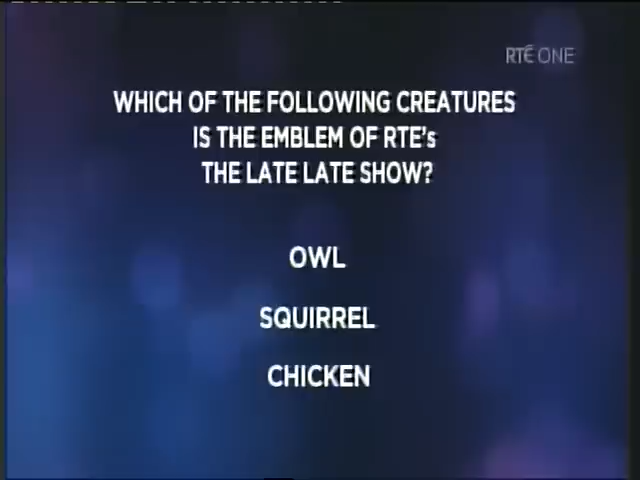 RTÉ ONE
WHICH OF THE FOLLOWING CREATURES
IS THE EMBLEM OF RTE's
THE LATE LATE SHOW?
OWL
SQUIRREL
CHICKEN